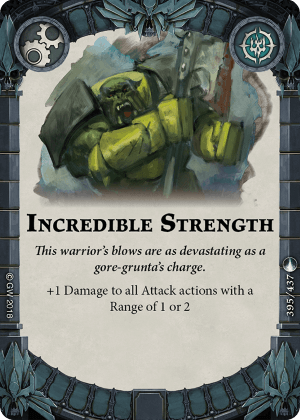 INCREDIBLE STRENGTH
This warrior's blows are as devastating as a
gore-grunta's charge.
+1 Damage to all Attack actions with a
Range of 1 or 2
© GW 2018
395/437